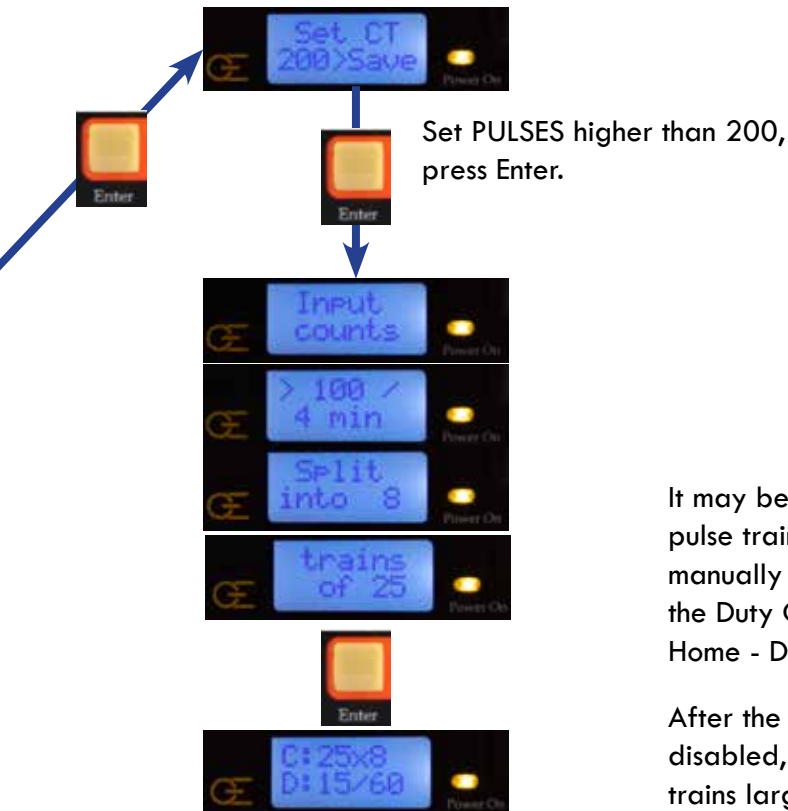 Set CT
200>Save
Power On
Enter
Enter
Set PULSES higher than 200,
press Enter.
Input
counts
Power On
> 100 /
4 min
Power On
Split
into 8
Power On
trains
of 25
Power On
It may be
pulse train
manually
the Duty
Home - D
After the
disabled,
trains larg
Enter
C:25x8
D:15/60
Power On